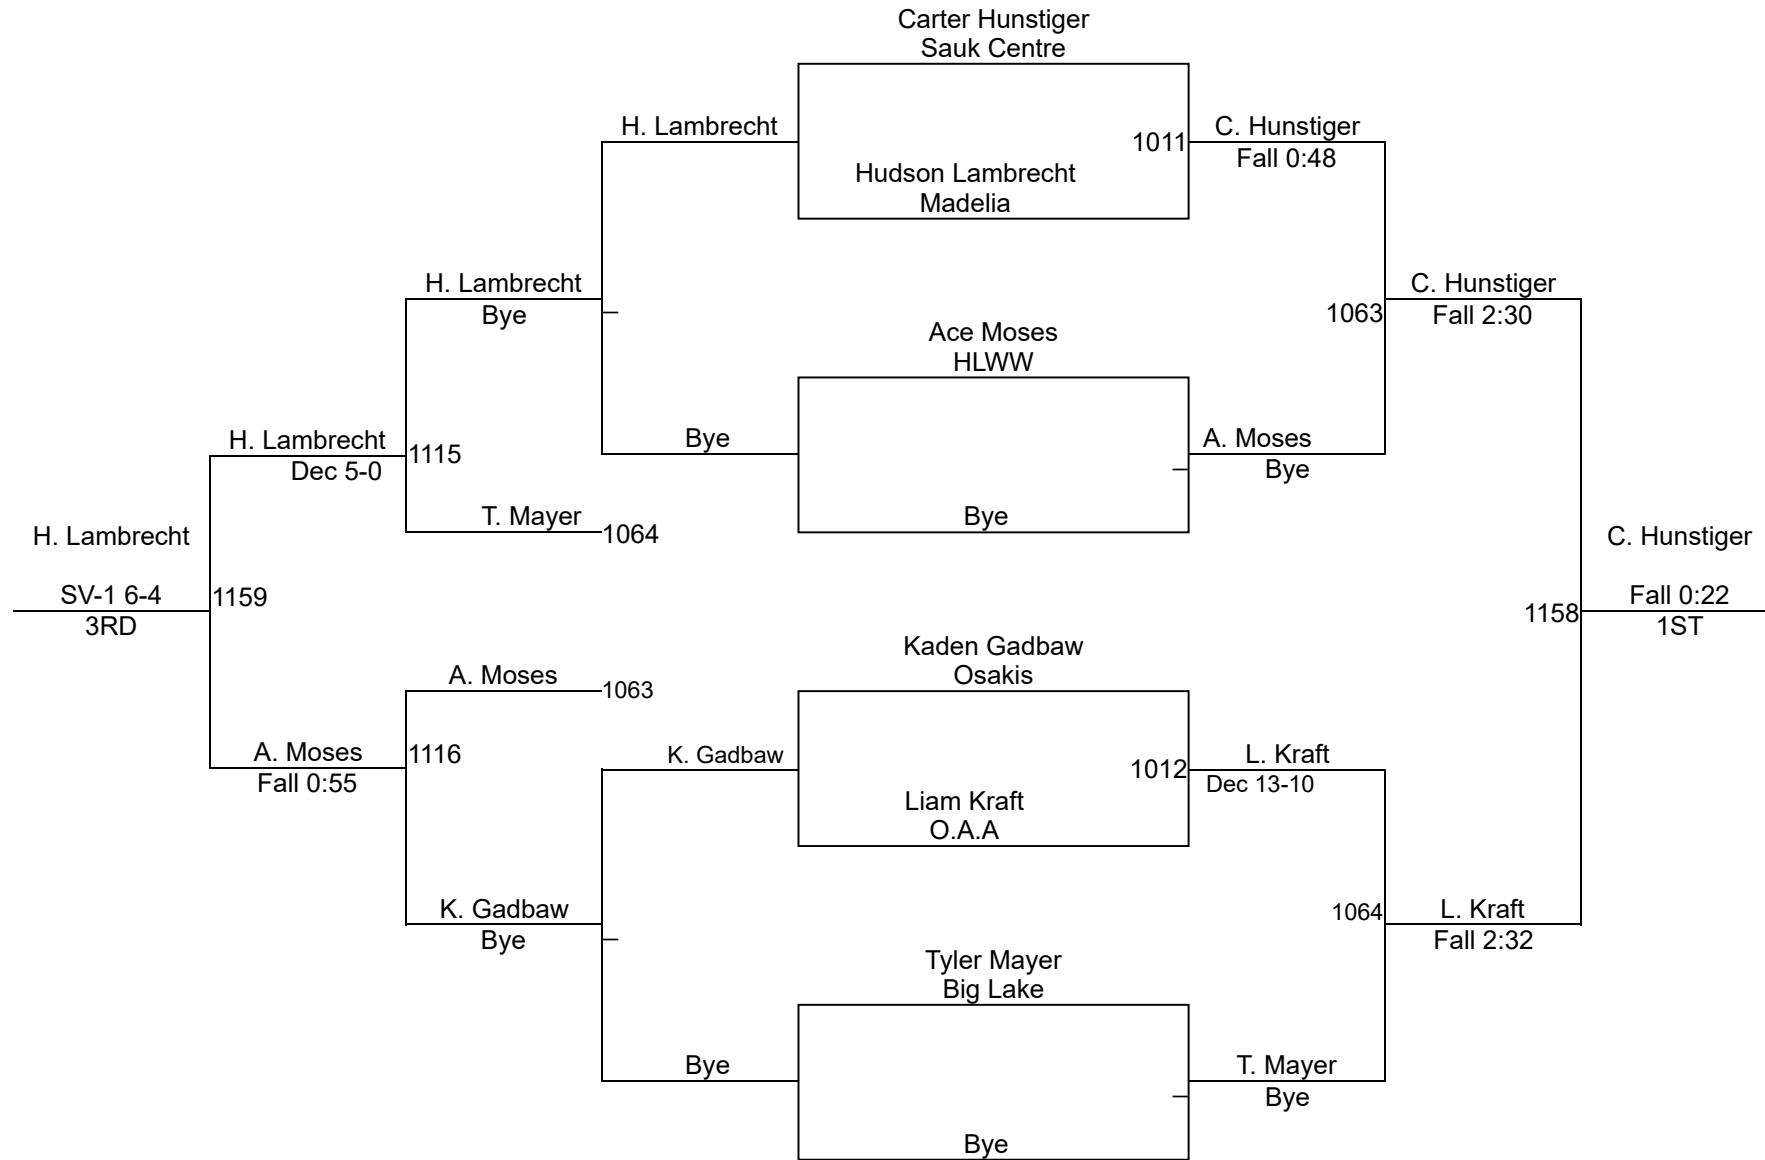 Carter Hunstiger
Sauk Centre
H. Lambrecht
1011
C. Hunstiger
Fall 0:48
Hudson Lambrecht
Madelia
H. Lambrecht
Bye
1063
C. Hunstiger
Fall 2:30
Ace Moses
HLWW
Bye
A. Moses
Bye
Bye
H. Lambrecht
Dec 5-0
1115
T. Mayer
1064
H. Lambrecht
SV-1 6-4
3RD
1159
C. Hunstiger
1158
Fall 0:22
1ST
A. Moses
1063
A. Moses
Fall 0:55
1116
Kaden Gadbaw
Osakis
K. Gadbaw
1012
L. Kraft
Dec 13-10
Liam Kraft
O.A.A
K. Gadbaw
Bye
1064
L. Kraft
Fall 2:32
Tyler Mayer
Big Lake
Bye
T. Mayer
Bye
Bye